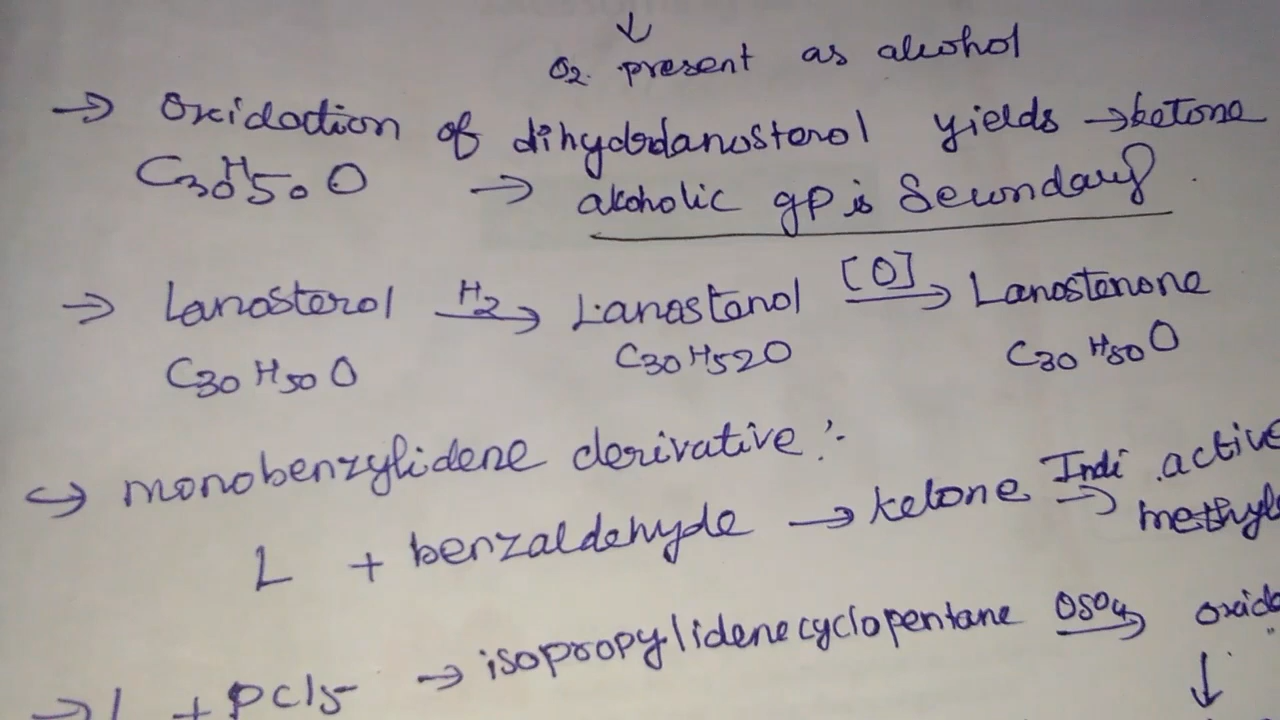 ↓
O2 present as alcohol
→ Oxidation of dihydrolanosterol yields → ketone
C30H50O → alcoholic gp is Secondary.
→ Lanosterol H2→ Lanostanol [O]→ Lanostenone
C30H50O C30H52O C30H50O
↪ monobenzylidene derivative :-
L + benzaldehyde → ketone Indi→ active
methyl
→ isopropylidenecyclopentane OsO4→ oxid
→ L + PCl5 ↓